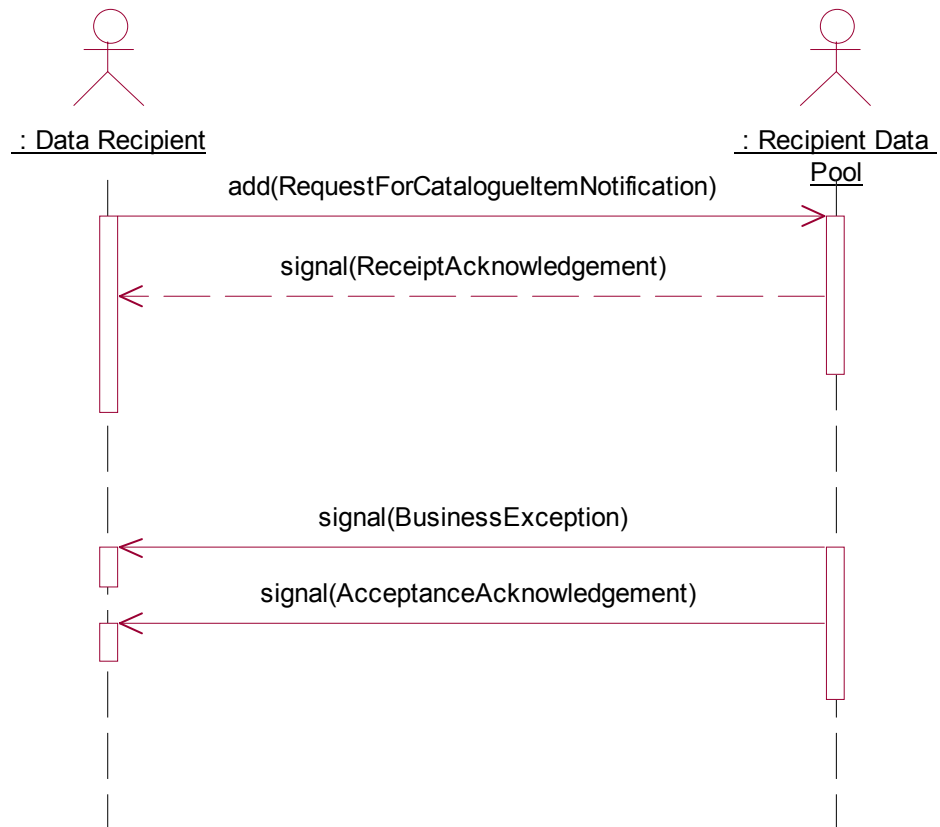 : Data Recipient
: Recipient Data
Pool
add(RequestForCatalogueItemNotification)
signal(ReceiptAcknowledgement)
signal(BusinessException)
signal(AcceptanceAcknowledgement)